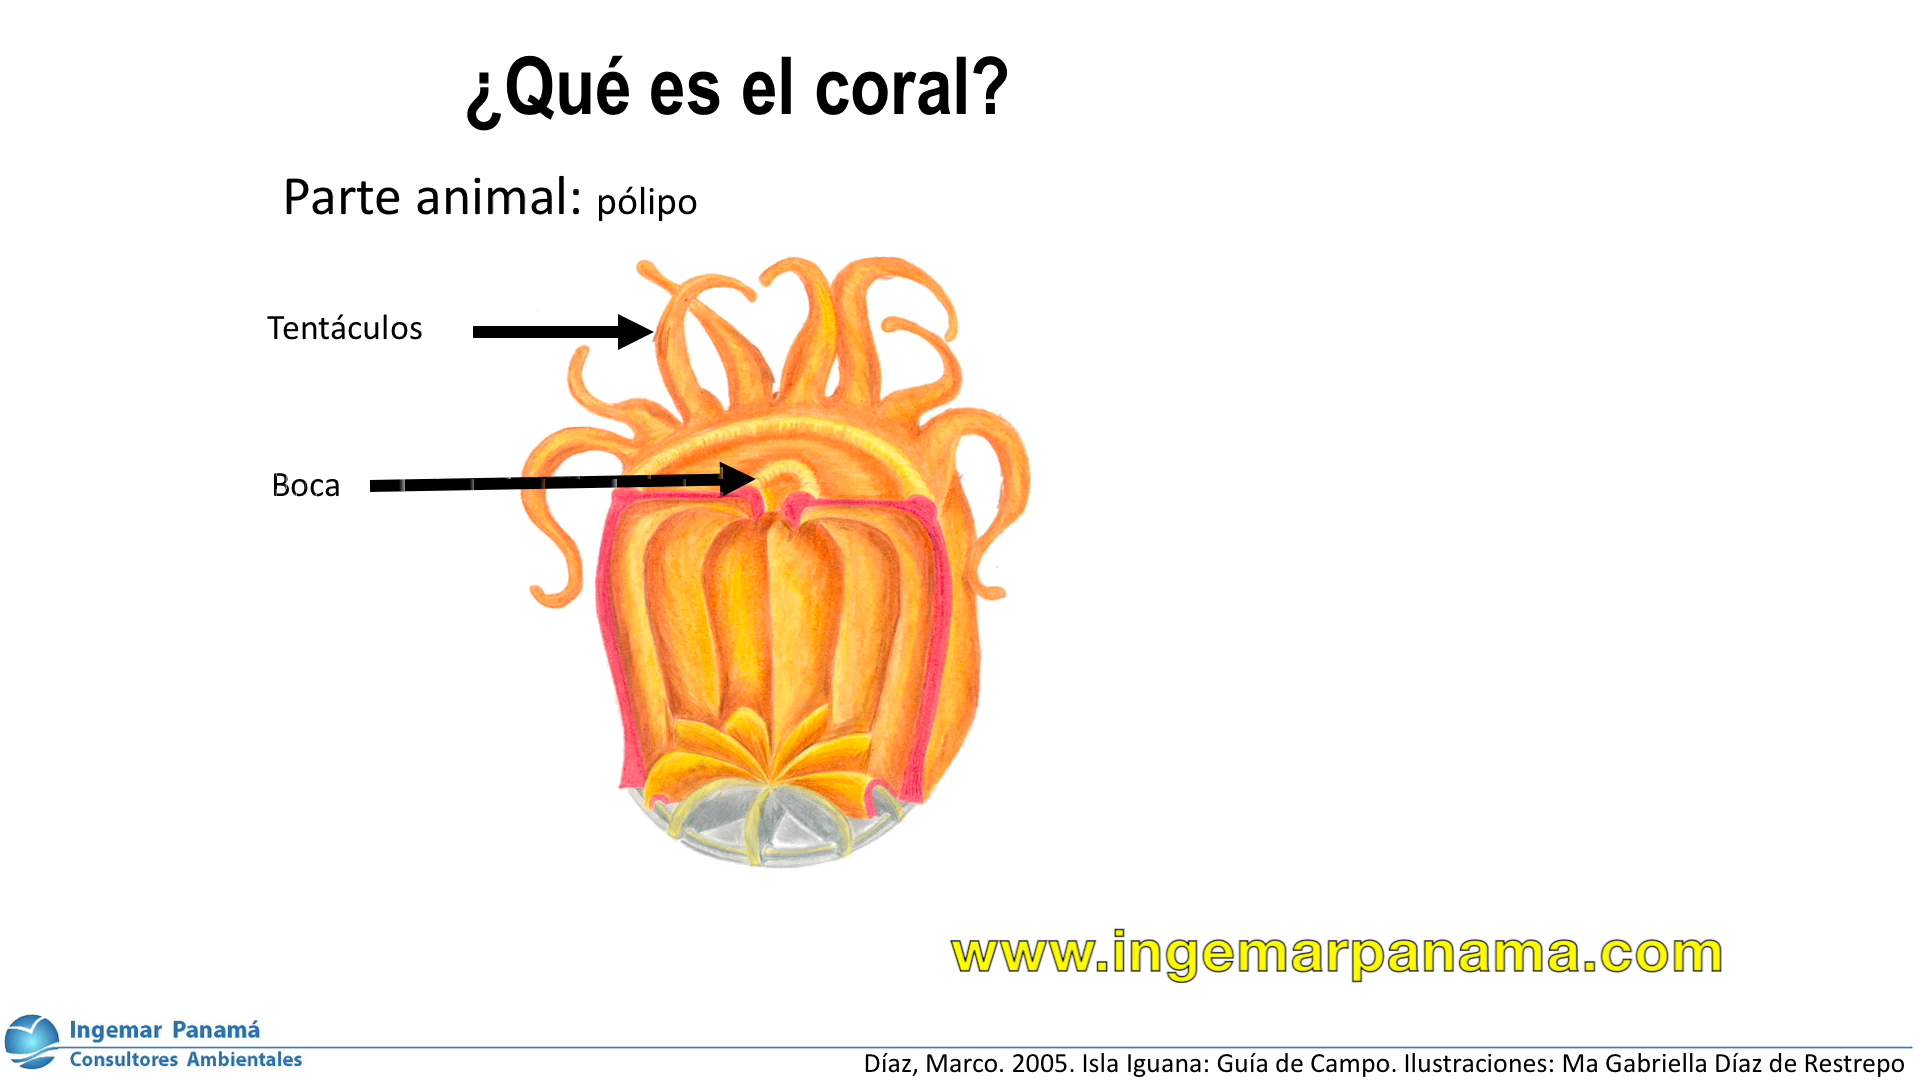 ¿Qué es el coral?
Parte animal: pólipo
Tentáculos
Boca
www.ingemarpanama.com
Ingemar Panamá
Consultores Ambientales
Díaz, Marco. 2005. Isla Iguana: Guía de Campo. Ilustraciones: Ma Gabriella Díaz de Restrepo